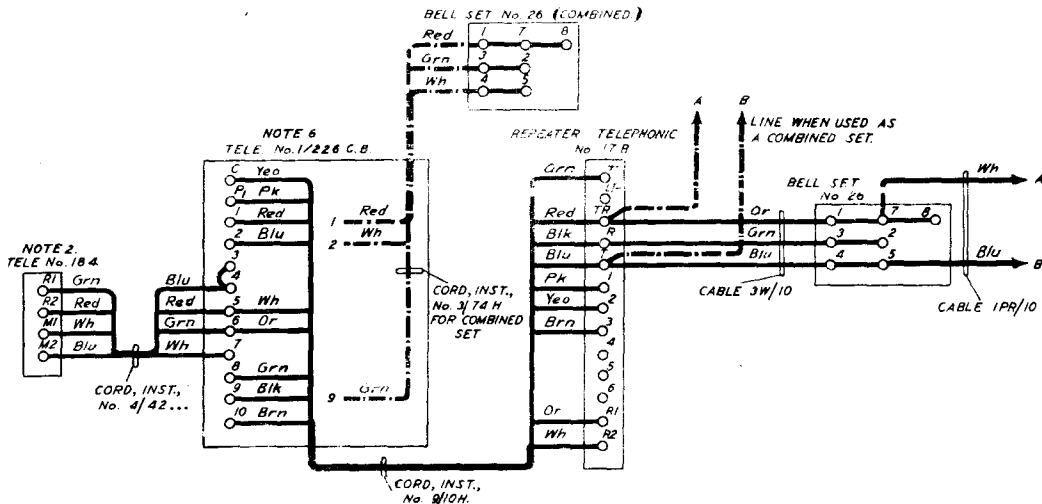 BELL SET No. 26 (COMBINED.)
1 7 8
Red
3 2
Grn
4 5
Wh
NOTE 6
TELE. No. 1/226 C.B.
C Yeo
P1 Pk
1 Red
2 Blu
3
4
5 Wh
6 Or
7
8 Grn
9 Blk
10 Brn
1 Red
2 Wh
9 Grn
NOTE 2.
TELE No. 184.
R1 Grn
R2 Red
M1 Wh
M2 Blu
Blu
Red
Grn
Wh
CORD, INST.,
No. 4/42...
CORD, INST.,
No. 3/74 H
FOR COMBINED
SET
CORD, INST.,
No. 9/10H.
REPEATER TELEPHONIC
No 17B
Grn
Red TR
Blk R
Blu
Pk 1
Yeo 2
Brn 3
4
5
6
Or R1
Wh R2
A B
LINE WHEN USED AS
A COMBINED SET.
Or
Grn
Blu
CABLE 3W/10
BELL SET
No 26
1 7 8
3 2
4 5
Wh A
Blu B
CABLE 1PR/10